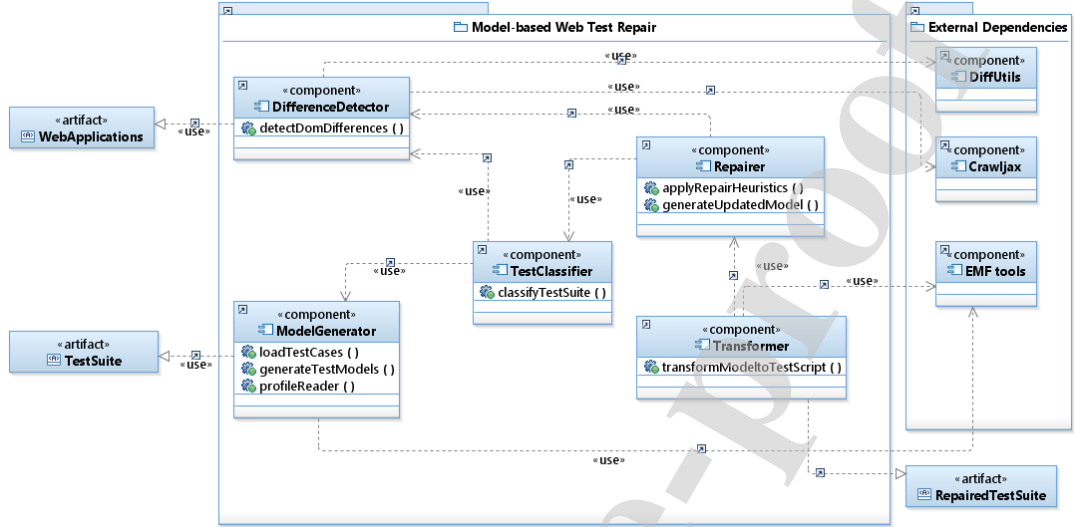 Model-based Web Test Repair
External Dependencies
«use»
«component»
DiffUtils
«component»
DifferenceDetector
detectDomDifferences ( )
«use»
«use»
«artifact»
WebApplications
«use»
«component»
Repairer
applyRepairHeuristics ( )
generateUpdatedModel ( )
«component»
Crawljax
«use»
«use»
«component»
TestClassifier
classifyTestSuite ( )
«use»
«use»
«use»
«component»
EMF tools
«component»
ModelGenerator
loadTestCases ( )
generateTestModels ( )
profileReader ( )
«artifact»
TestSuite
«use»
«component»
Transformer
transformModeltoTestScript ( )
«use»
«artifact»
RepairedTestSuite